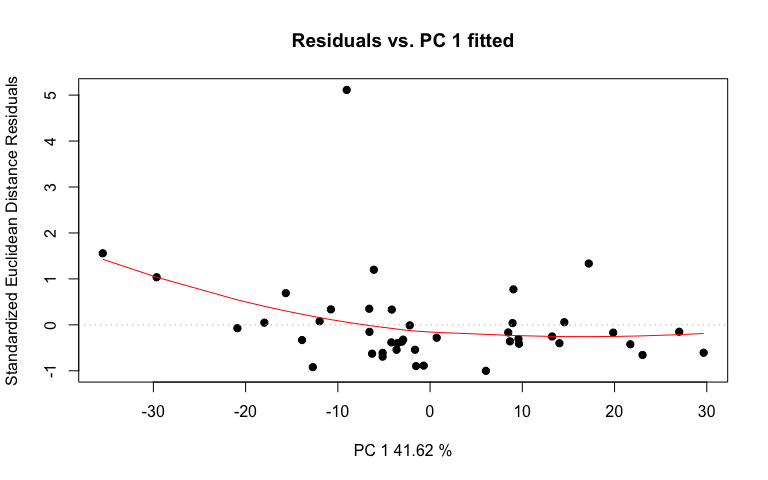 Residuals vs. PC 1 fitted
Standardized Euclidean Distance Residuals
5
4
3
2
1
0
-1
-30 -20 -10 0 10 20 30
PC 1 41.62 %